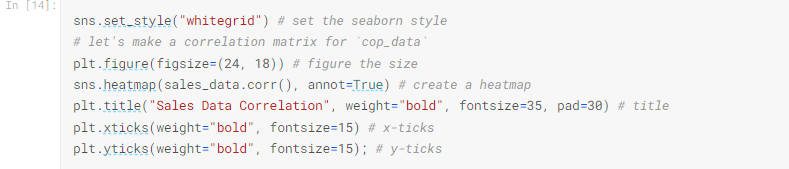 In [14]:
sns.set_style("whitegrid") # set the seaborn style
# let's make a correlation matrix for `cop_data`
plt.figure(figsize=(24, 18)) # figure the size
sns.heatmap(sales_data.corr(), annot=True) # create a heatmap
plt.title("Sales Data Correlation", weight="bold", fontsize=35, pad=30) # title
plt.xticks(weight="bold", fontsize=15) # x-ticks
plt.yticks(weight="bold", fontsize=15); # y-ticks